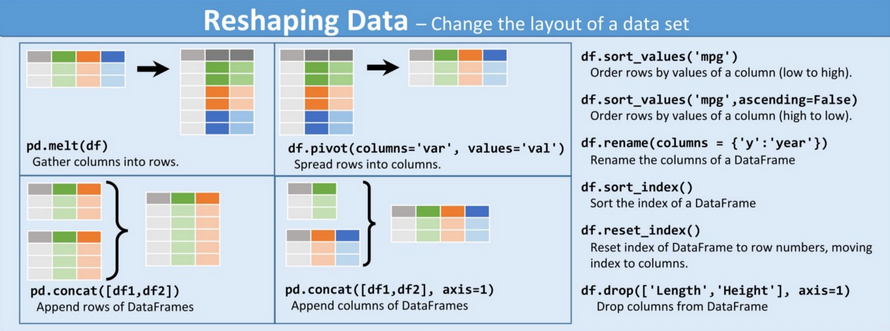 Reshaping Data – Change the layout of a data set
pd.melt(df)
Gather columns into rows.
df.pivot(columns='var', values='val')
Spread rows into columns.
pd.concat([df1,df2])
Append rows of DataFrames
pd.concat([df1,df2], axis=1)
Append columns of DataFrames
df.sort_values('mpg')
Order rows by values of a column (low to high).
df.sort_values('mpg',ascending=False)
Order rows by values of a column (high to low).
df.rename(columns = {'y':'year'})
Rename the columns of a DataFrame
df.sort_index()
Sort the index of a DataFrame
df.reset_index()
Reset index of DataFrame to row numbers, moving
index to columns.
df.drop(['Length','Height'], axis=1)
Drop columns from DataFrame